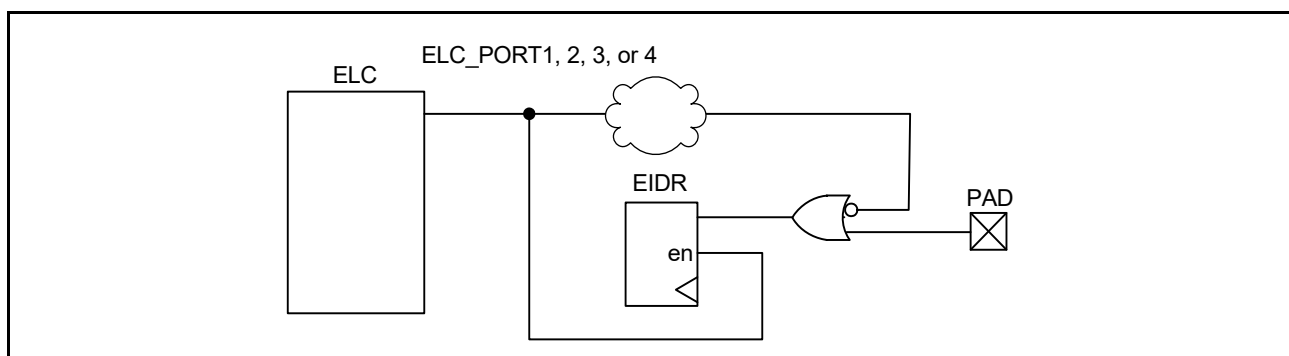 ELC_PORT1, 2, 3, or 4
ELC
EIDR
PAD
en